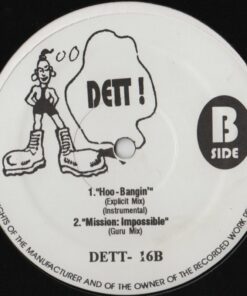 DETT !
B
SIDE
1."Hoo-Bangin'"
(Explicit Mix)
(Instrumental)
2."Mission: Impossible"
(Guru Mix)
DETT- 16B
GHTS OF THE MANUFACTURER AND OF THE OWNER OF THE RECORDED WORK